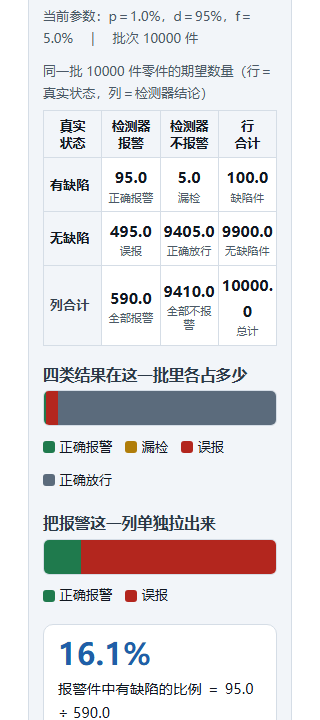 当前参数：p = 1.0%，d = 95%，f =
5.0% | 批次 10000 件
同一批 10000 件零件的期望数量（行 =
真实状态，列 = 检测器结论）
真实 检测器 检测器 行
状态 报警 不报警 合计
有缺陷 95.0 5.0 100.0
正确报警 漏检 缺陷件
无缺陷 495.0 9405.0 9900.0
误报 正确放行 无缺陷件
列合计 590.0 9410.0 10000.
0
全部报警 全部不报
警 总计
四类结果在这一批里各占多少
正确报警 漏检 误报
正确放行
把报警这一列单独拉出来
正确报警 误报
16.1%
报警件中有缺陷的比例 = 95.0
÷ 590.0